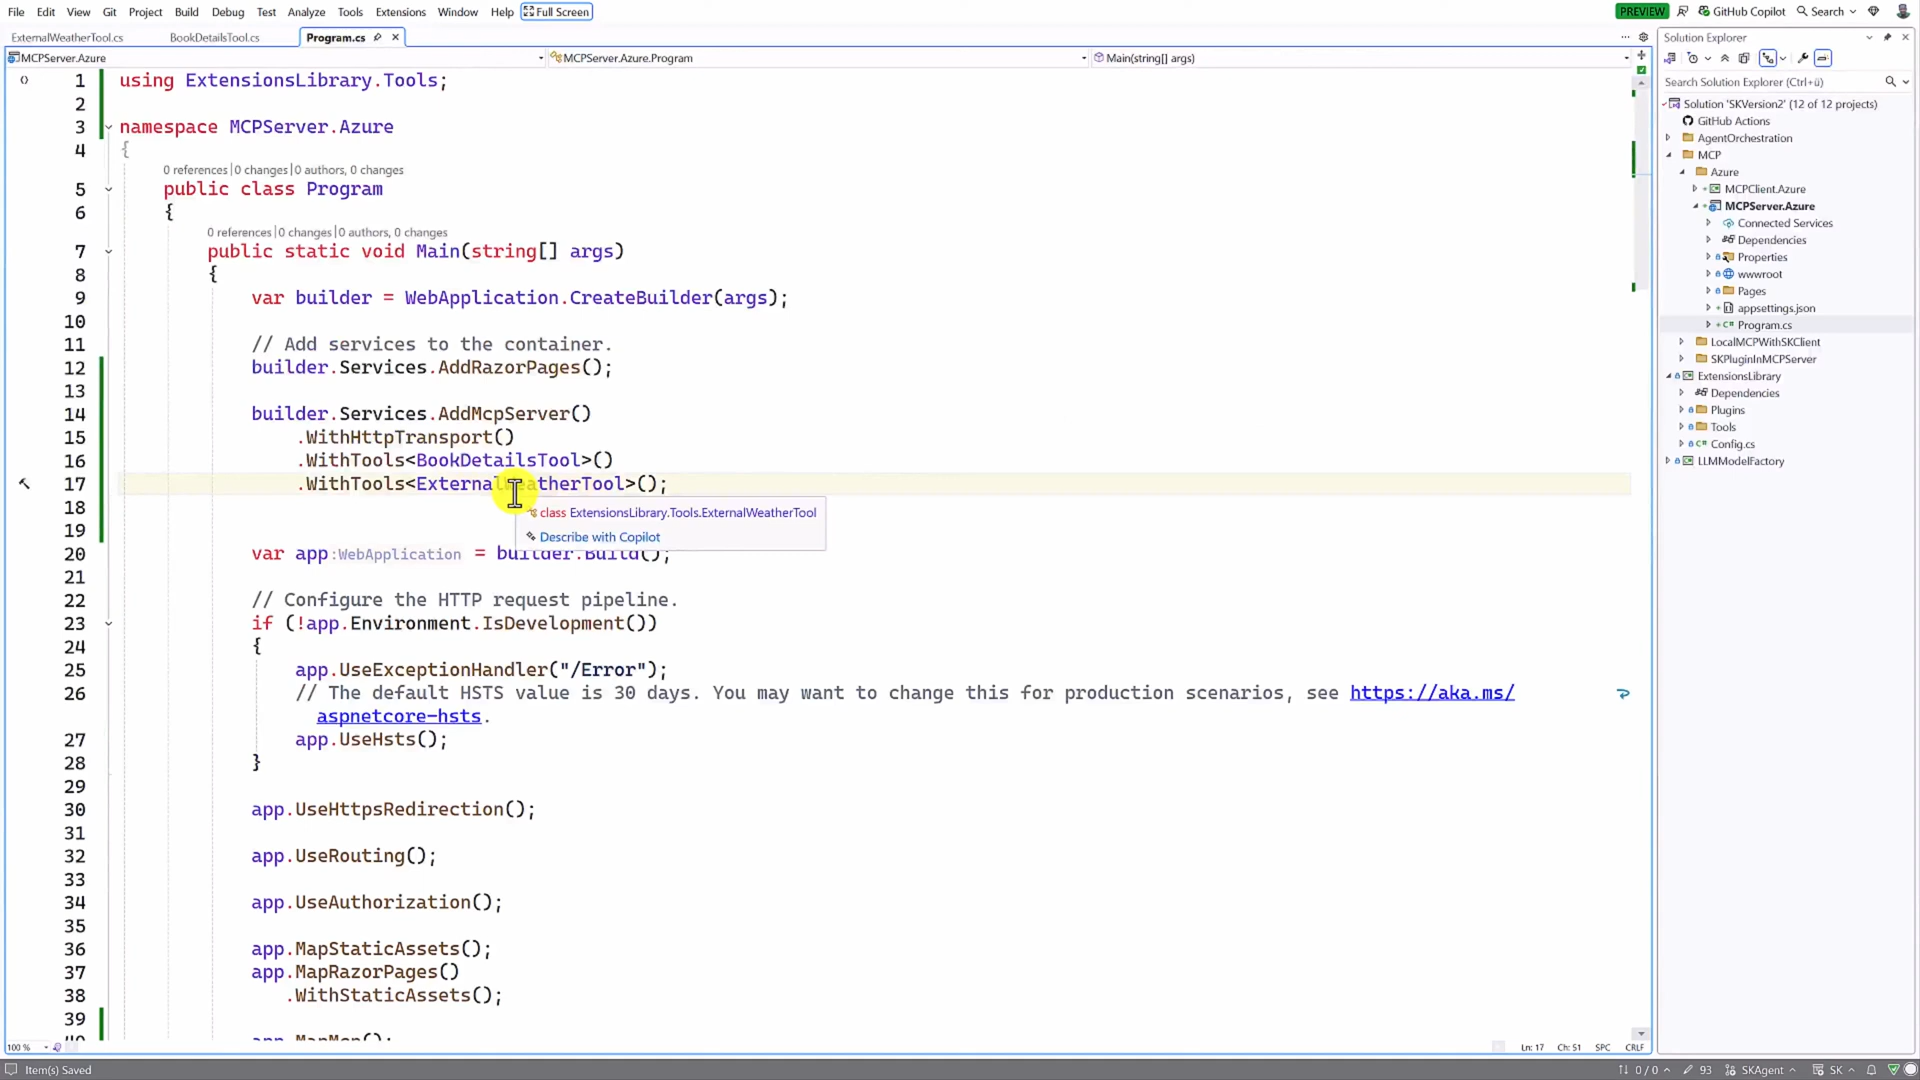 File Edit View Git Project Build Debug Test Analyze Tools Extensions Window Help Full Screen PREVIEW GitHub Copilot Search
ExternalWeatherTool.cs BookDetailsTool.cs Program.cs
MCPServer.Azure MCPServer.Azure.Program Main(string[] args)
1 using ExtensionsLibrary.Tools;
2
3 namespace MCPServer.Azure
4 {
0 references | 0 changes | 0 authors, 0 changes
5 public class Program
6 {
0 references | 0 changes | 0 authors, 0 changes
7 public static void Main(string[] args)
8 {
9 var builder = WebApplication.CreateBuilder(args);
10
11 // Add services to the container.
12 builder.Services.AddRazorPages();
13
14 builder.Services.AddMcpServer()
15 .WithHttpTransport()
16 .WithTools<BookDetailsTool>()
17 .WithTools<ExternalWeatherTool>();
18
class ExtensionsLibrary.Tools.ExternalWeatherTool
19
Describe with Copilot
20 var app:WebApplication = builder.Build();
21
22 // Configure the HTTP request pipeline.
23 if (!app.Environment.IsDevelopment())
24 {
25 app.UseExceptionHandler("/Error");
26 // The default HSTS value is 30 days. You may want to change this for production scenarios, see https://aka.ms/
aspnetcore-hsts.
27 app.UseHsts();
28 }
29
30 app.UseHttpsRedirection();
31
32 app.UseRouting();
33
34 app.UseAuthorization();
35
36 app.MapStaticAssets();
37 app.MapRazorPages()
38 .WithStaticAssets();
39
40 app.MapMcp();
100 % Ln: 17 Ch: 51 SPC CRLF
Solution Explorer
Search Solution Explorer (Ctrl+ü)
Solution 'SKVersion2' (12 of 12 projects)
GitHub Actions
AgentOrchestration
MCP
Azure
MCPClient.Azure
MCPServer.Azure
Connected Services
Dependencies
Properties
wwwroot
Pages
appsettings.json
C# Program.cs
LocalMCPWithSKClient
SKPluginInMCPServer
ExtensionsLibrary
Dependencies
Plugins
Tools
C# Config.cs
LLMModelFactory
Item(s) Saved 0 / 0 93 SKAgent SK